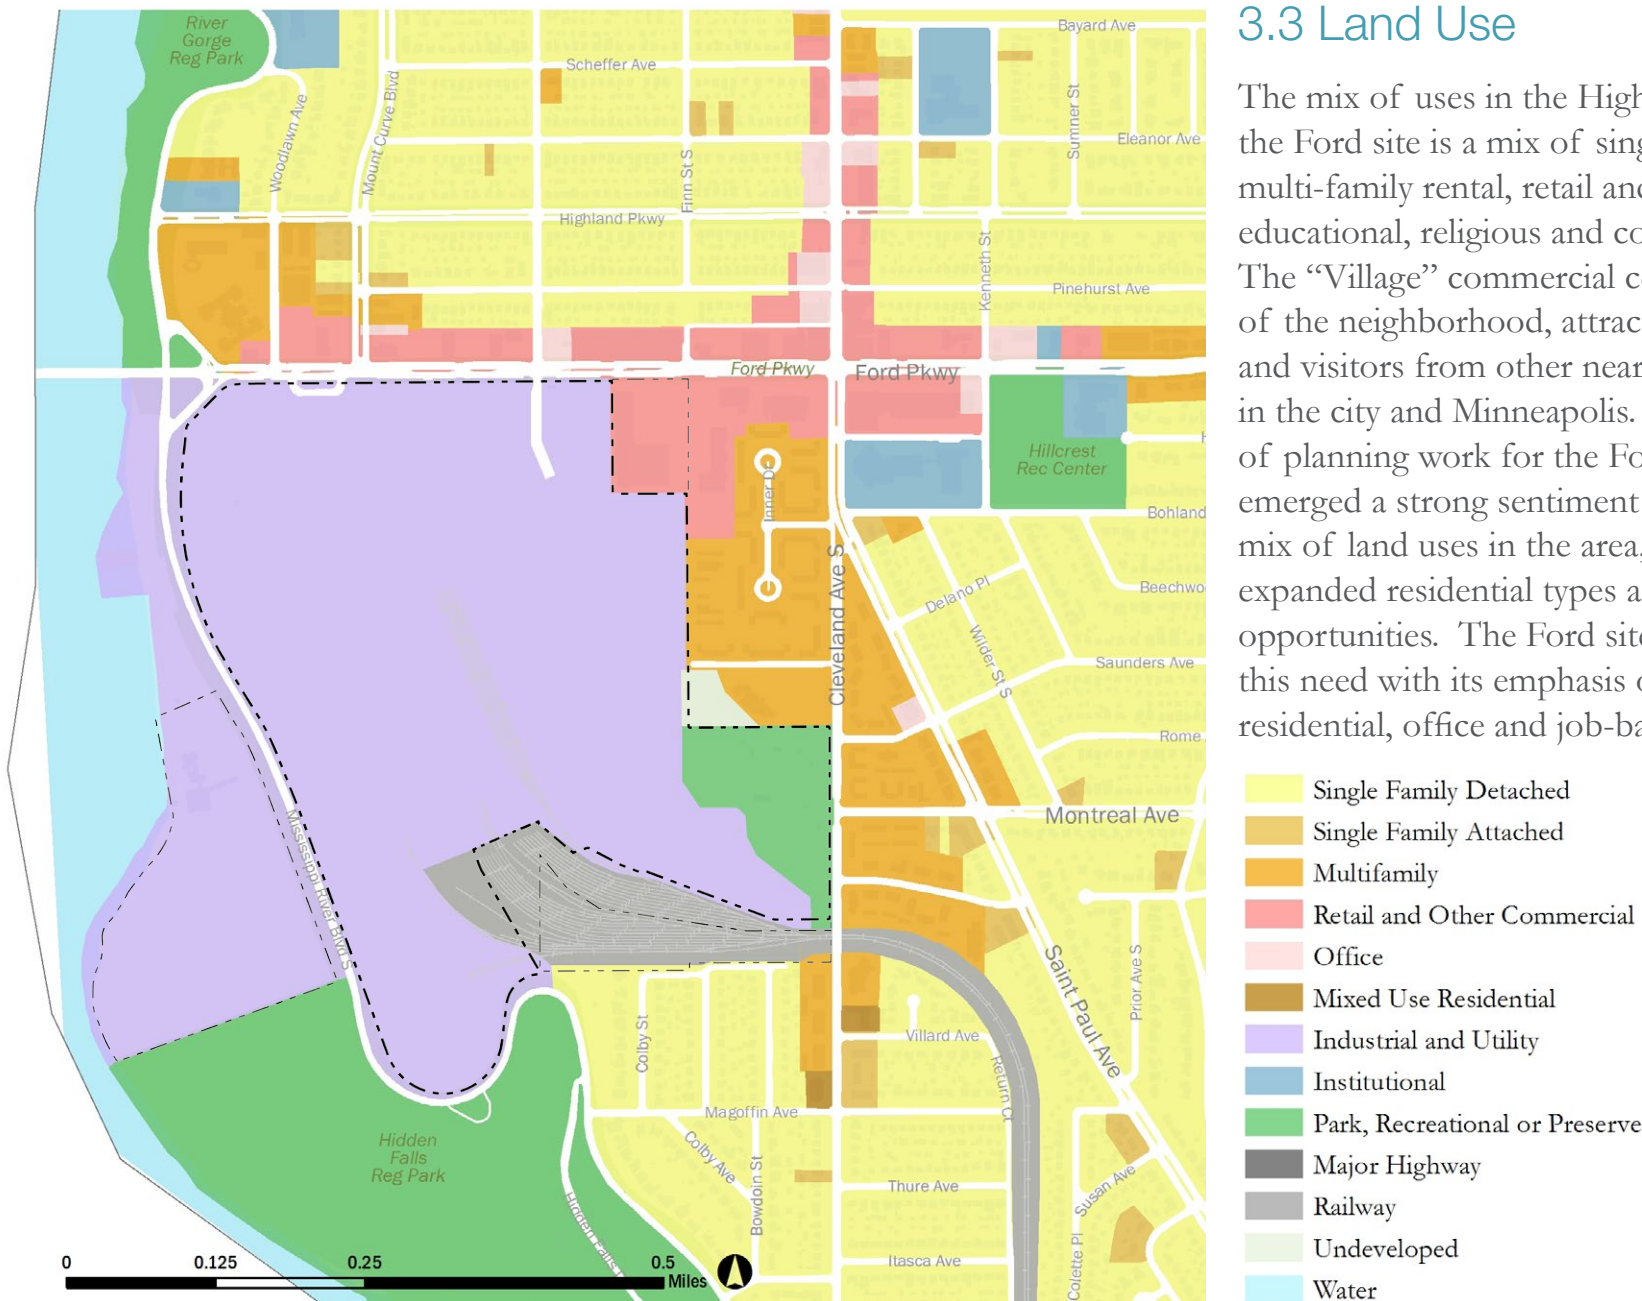 3.3 Land Use
The mix of uses in the High
the Ford site is a mix of sing
multi-family rental, retail and
educational, religious and co
The “Village” commercial c
of the neighborhood, attrac
and visitors from other near
in the city and Minneapolis.
of planning work for the Fo
emerged a strong sentiment
mix of land uses in the area,
expanded residential types a
opportunities. The Ford site
this need with its emphasis o
residential, office and job-ba
Single Family Detached
Single Family Attached
Multifamily
Retail and Other Commercial
Office
Mixed Use Residential
Industrial and Utility
Institutional
Park, Recreational or Preserve
Major Highway
Railway
Undeveloped
Water
River
Gorge
Reg Park
Woodlawn Ave
Mount Curve Blvd
Scheffer Ave
Finn St S
Highland Pkwy
Bayard Ave
Sumner St
Eleanor Ave
Kenneth St
Pinehurst Ave
Ford Pkwy
Ford Pkwy
Hillcrest
Rec Center
Inner Dr
Bohland
Cleveland Ave S
Delano Pl
Beechwo
Wilder St S
Saunders Ave
Rome
Montreal Ave
Mississippi River Blvd S
Saint Paul Ave
Prior Ave S
Colby St
Villard Ave
Return Ct
Magoffin Ave
Colby Ave
Bowdoin St
Hidden
Falls
Reg Park
Hidden Falls
Thure Ave
Susan Ave
Itasca Ave
Colette Pl
0 0.125 0.25 0.5
Miles